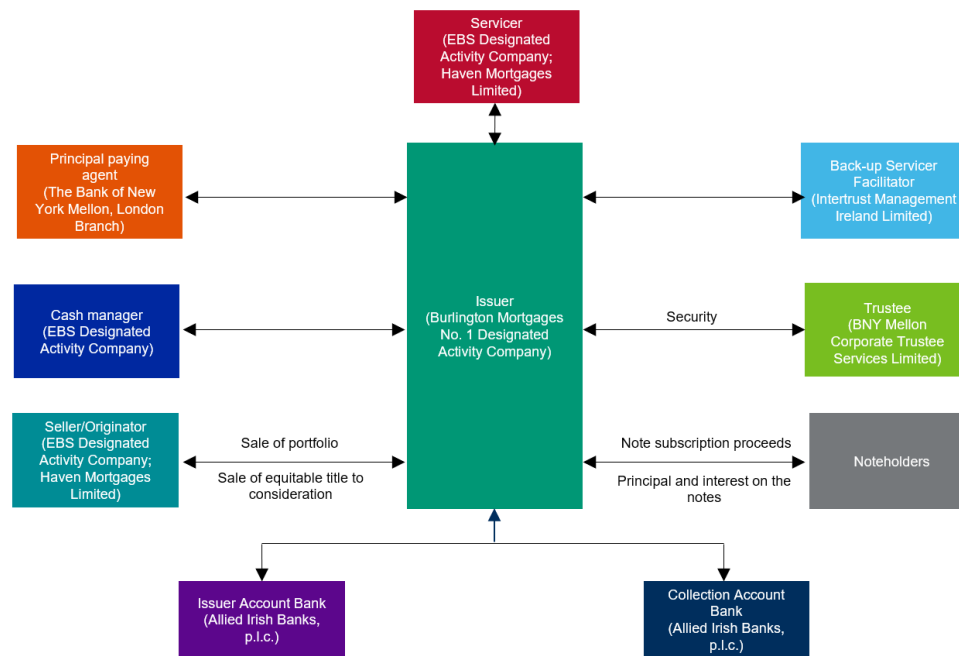 Servicer
(EBS Designated
Activity Company;
Haven Mortgages
Limited)
Principal paying
agent
(The Bank of New
York Mellon, London
Branch)
Back-up Servicer
Facilitator
(Intertrust Management
Ireland Limited)
Cash manager
(EBS Designated
Activity Company)
Issuer
(Burlington Mortgages
No. 1 Designated
Activity Company)
Security
Trustee
(BNY Mellon
Corporate Trustee
Services Limited)
Seller/Originator
(EBS Designated
Activity Company;
Haven Mortgages
Limited)
Sale of portfolio
Sale of equitable title to
consideration
Note subscription proceeds
Principal and interest on the
notes
Noteholders
Issuer Account Bank
(Allied Irish Banks,
p.l.c.)
Collection Account
Bank
(Allied Irish Banks,
p.l.c.)